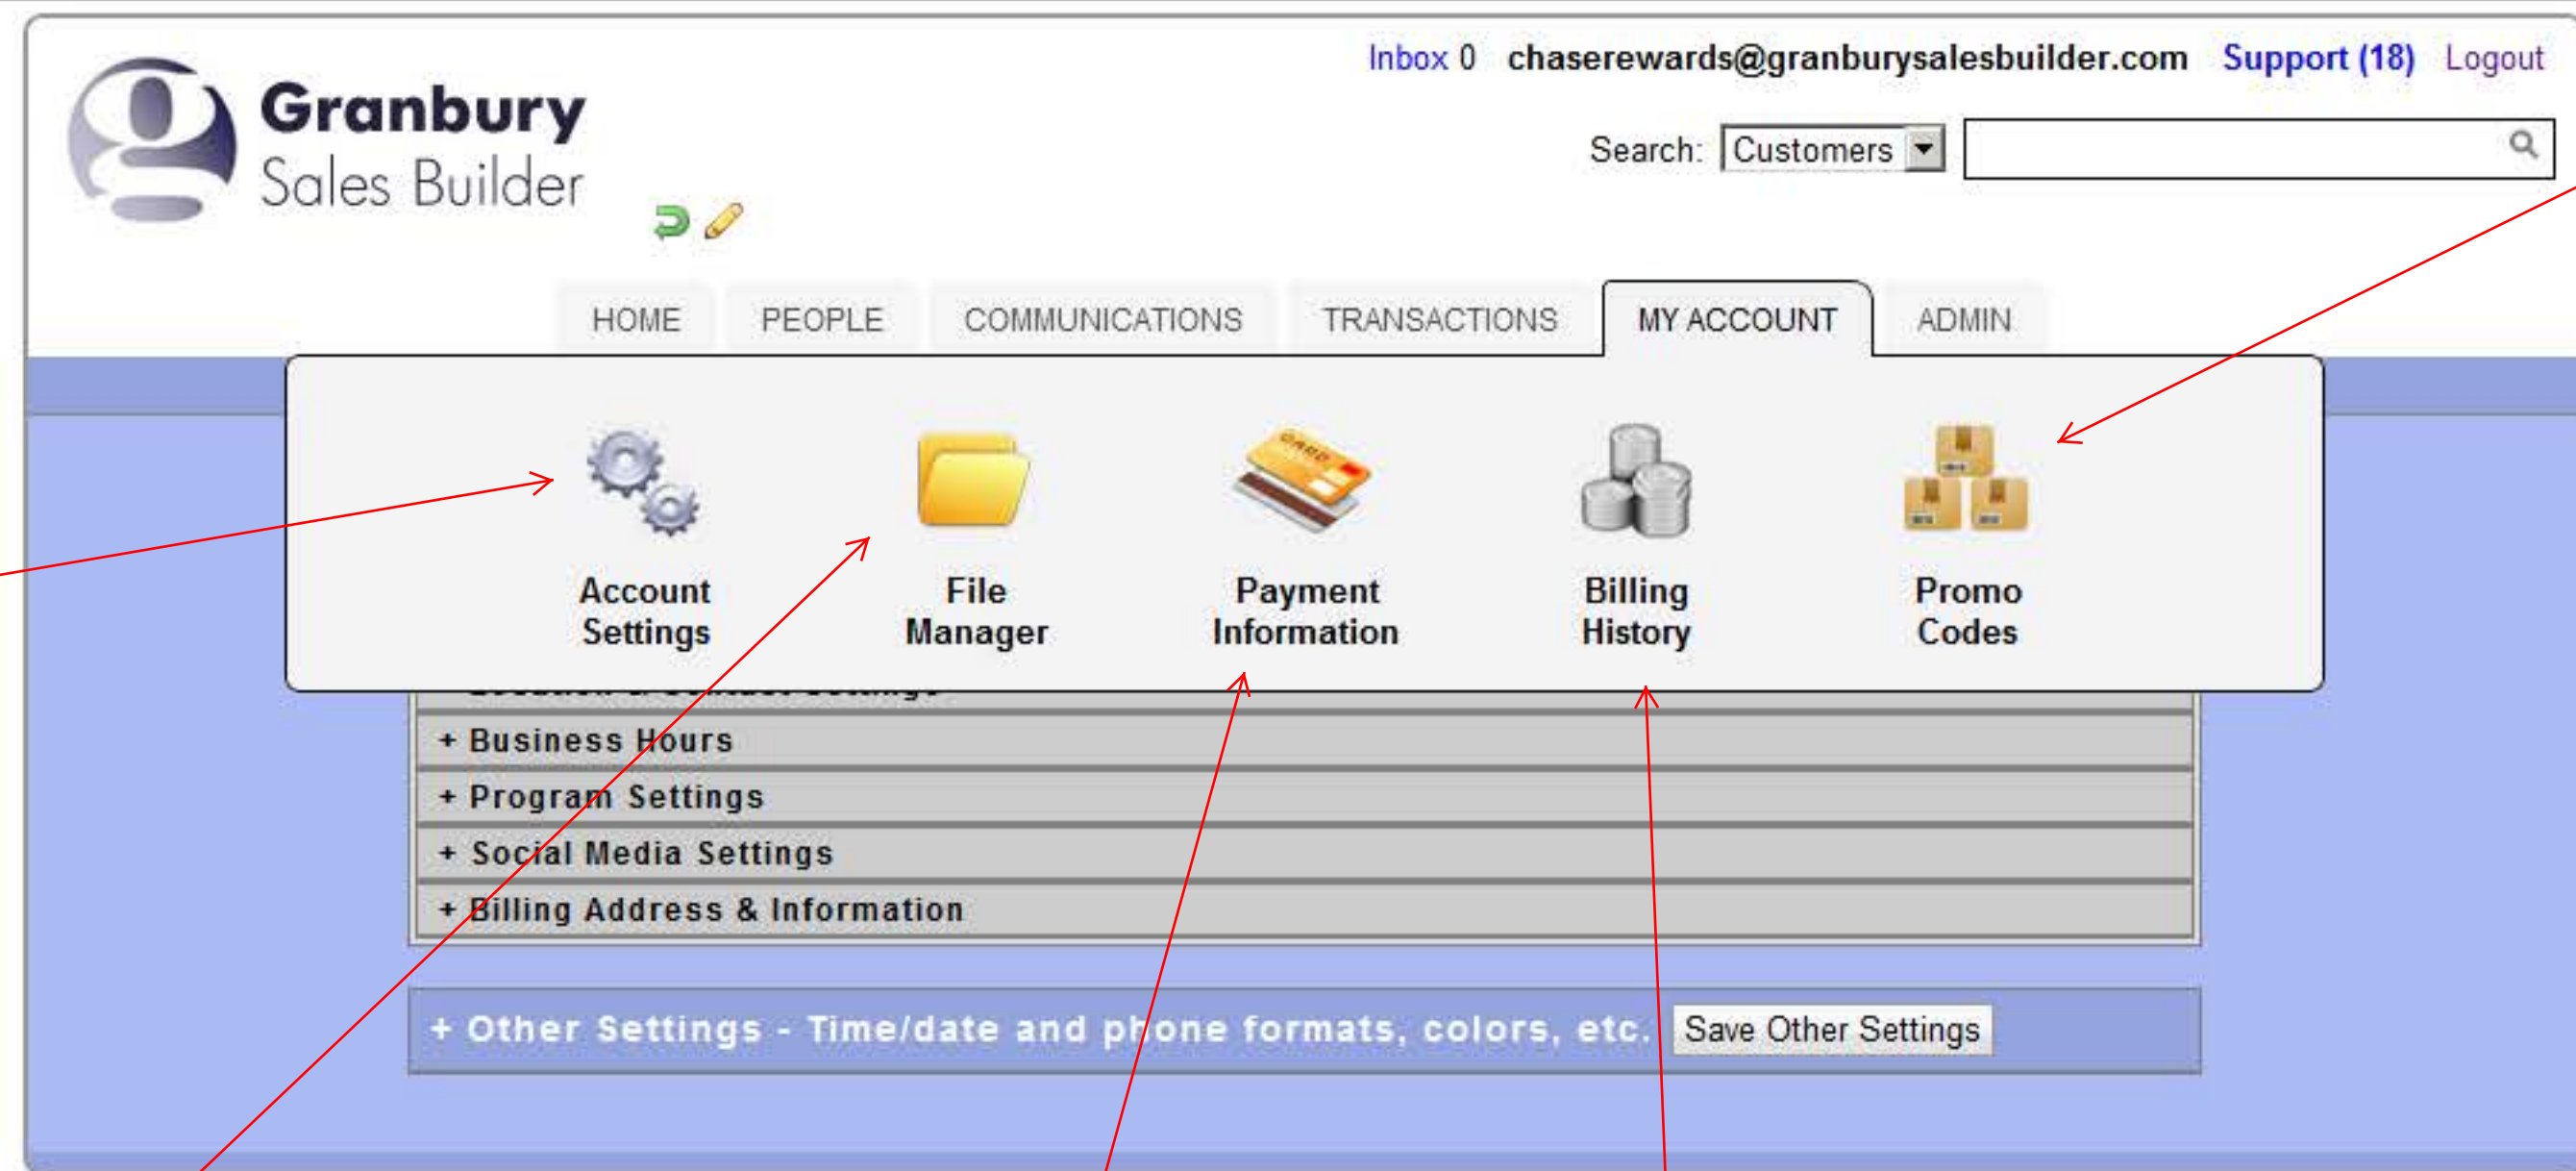 Inbox 0 chaserewards@granburysalesbuilder.com Support (18) Logout
Granbury
Sales Builder
Search: Customers
HOME PEOPLE COMMUNICATIONS TRANSACTIONS MY ACCOUNT ADMIN
CARD
Account Settings
File Manager
Payment Information
Billing History
Promo Codes
+ Business Hours
+ Program Settings
+ Social Media Settings
+ Billing Address & Information
+ Other Settings - Time/date and phone formats, colors, etc. Save Other Settings